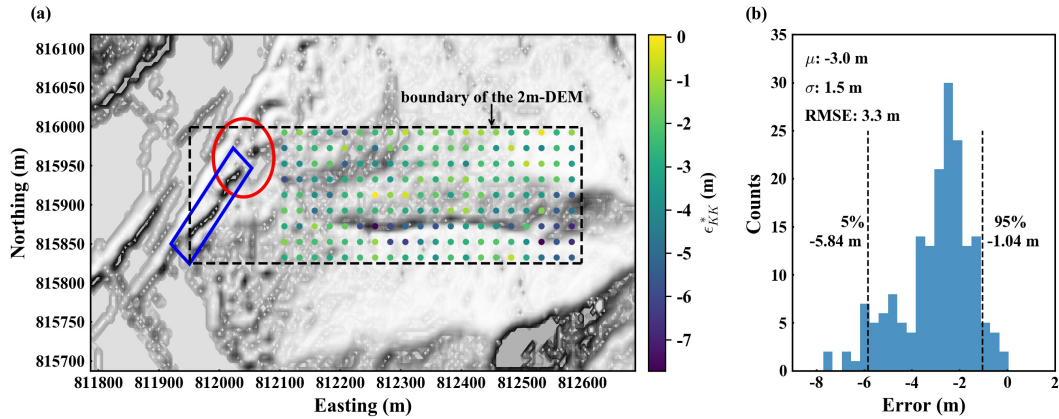 (a)
816100
816050
816000
815950
815900
815850
815800
815750
815700
Northing (m)
boundary of the 2m-DEM
811800 811900 812000 812100 812200 812300 812400 812500 812600
Easting (m)
0
-1
-2
-3
-4
-5
-6
-7
ϵ*KK (m)
(b)
35
30
25
20
15
10
5
0
Counts
μ: -3.0 m
σ: 1.5 m
RMSE: 3.3 m
5%
-5.84 m
95%
-1.04 m
-8 -6 -4 -2 0 2
Error (m)